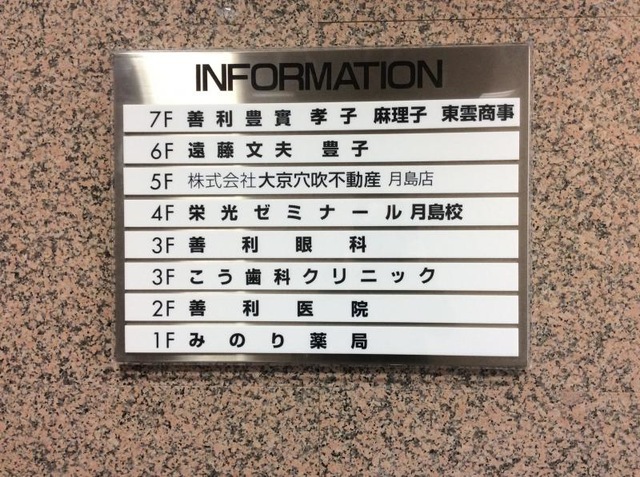 INFORMATION
7F 善利豊實 孝子 麻理子 東雲商事
6F 遠藤文夫 豊子
5F 株式会社大京穴吹不動産 月島店
4F 栄光ゼミナール月島校
3F 善利眼科
3F こう歯科クリニック
2F 善利医院
1F みのり薬局